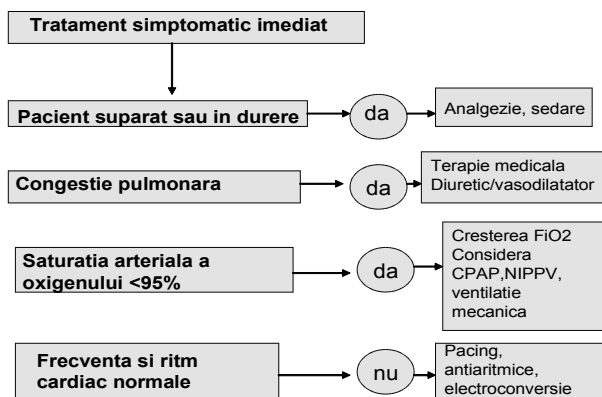 Tratament simptomatic imediat
Pacient suparat sau in durere
da
Analgezie, sedare
Congestie pulmonara
da
Terapie medicala
Diuretic/vasodilatator
Saturatia arteriala a
oxigenului <95%
da
Cresterea FiO2
Considera
CPAP,NIPPV,
ventilatie
mecanica
Frecventa si ritm
cardiac normale
nu
Pacing,
antiaritmice,
electroconversie